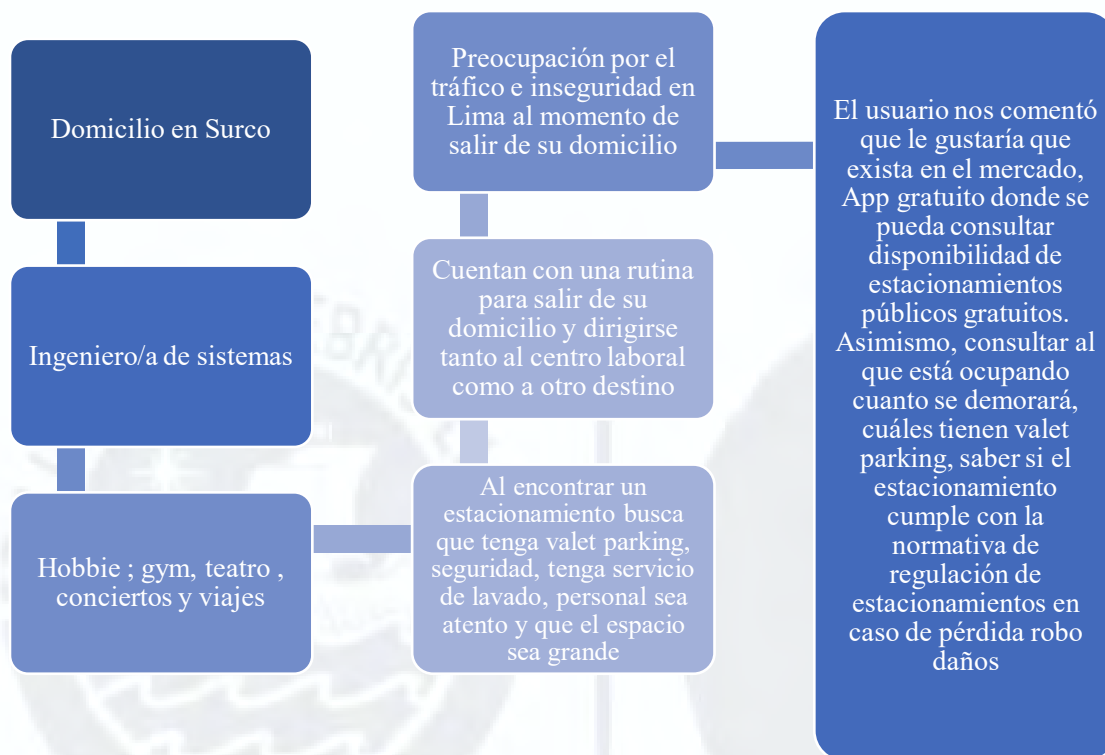 Domicilio en Surco
Ingeniero/a de sistemas
Hobbie ; gym, teatro ,
conciertos y viajes
Al encontrar un
estacionamiento busca
que tenga valet parking,
seguridad, tenga servicio
de lavado, personal sea
atento y que el espacio
sea grande
Cuentan con una rutina
para salir de su
domicilio y dirigirse
tanto al centro laboral
como a otro destino
Preocupación por el
tráfico e inseguridad en
Lima al momento de
salir de su domicilio
El usuario nos comentó
que le gustaría que
exista en el mercado,
App gratuito donde se
pueda consultar
disponibilidad de
estacionamientos
públicos gratuitos.
Asimismo, consultar al
que está ocupando
cuanto se demorará,
cuáles tienen valet
parking, saber si el
estacionamiento
cumple con la
normativa de
regulación de
estacionamientos en
caso de pérdida robo
daños